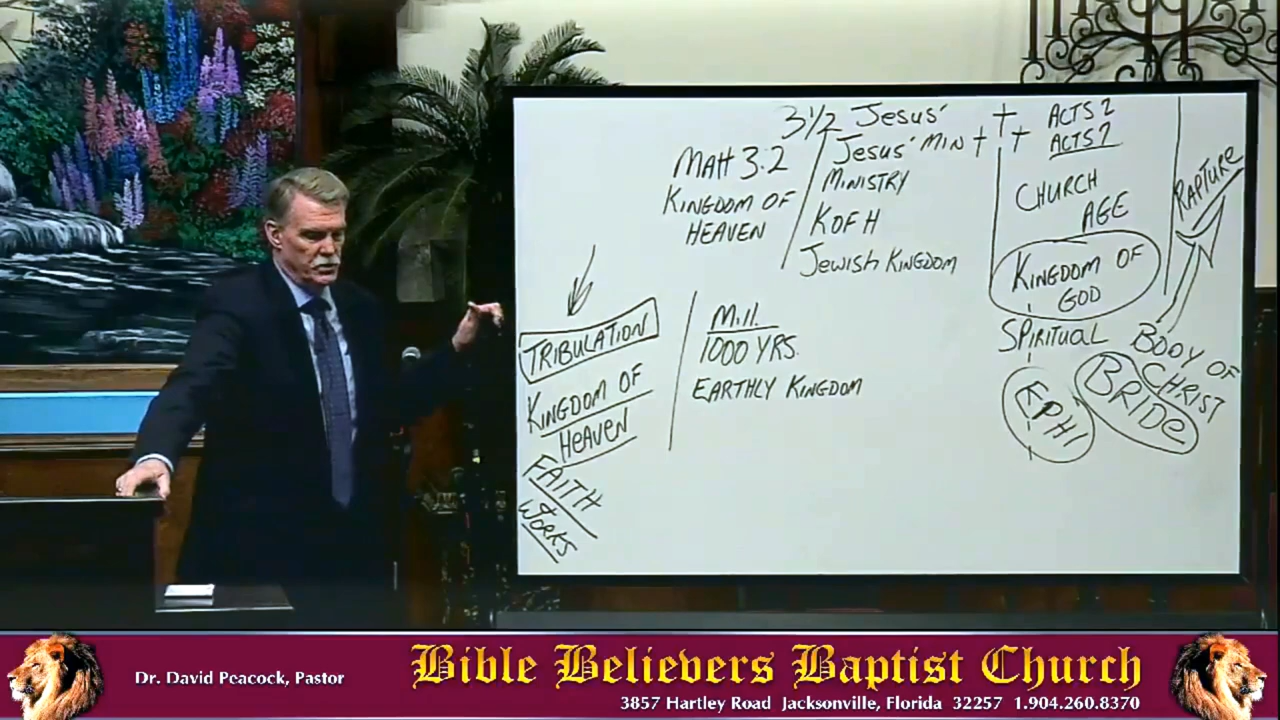 3½ Jesus'
Jesus' MIN
MINISTRY
K OF H
Jewish KINGDOM
MAtt 3:2
KINGDOM OF
HEAVEN
ACTS 2
ACTS 7
CHURCH
AGE
KINGDOM OF
GOD
SPIRITUAL
EPH 1
RAPTURE
BODY OF
CHRIST
BRIDE
TRIBULATION
KINGDOM OF
HEAVEN
FAITH
+
WORKS
Mill.
1000 YRS.
EARTHLY KINGDOM
Dr. David Peacock, Pastor
Bible Believers Baptist Church
3857 Hartley Road Jacksonville, Florida 32257 1.904.260.8370